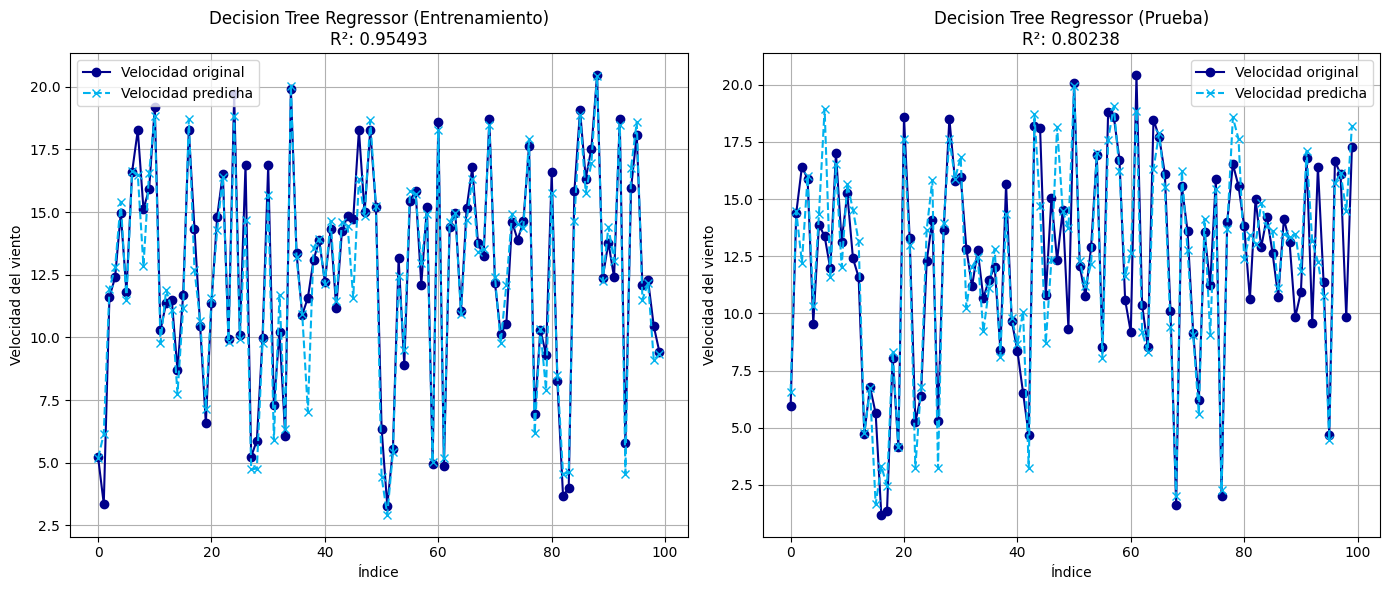 Decision Tree Regressor (Entrenamiento)
R²: 0.95493
Velocidad original
Velocidad predicha
20.0
17.5
15.0
12.5
10.0
7.5
5.0
2.5
Velocidad del viento
0
20
40
60
80
100
Índice
Decision Tree Regressor (Prueba)
R²: 0.80238
Velocidad original
Velocidad predicha
20.0
17.5
15.0
12.5
10.0
7.5
5.0
2.5
Velocidad del viento
0
20
40
60
80
100
Índice